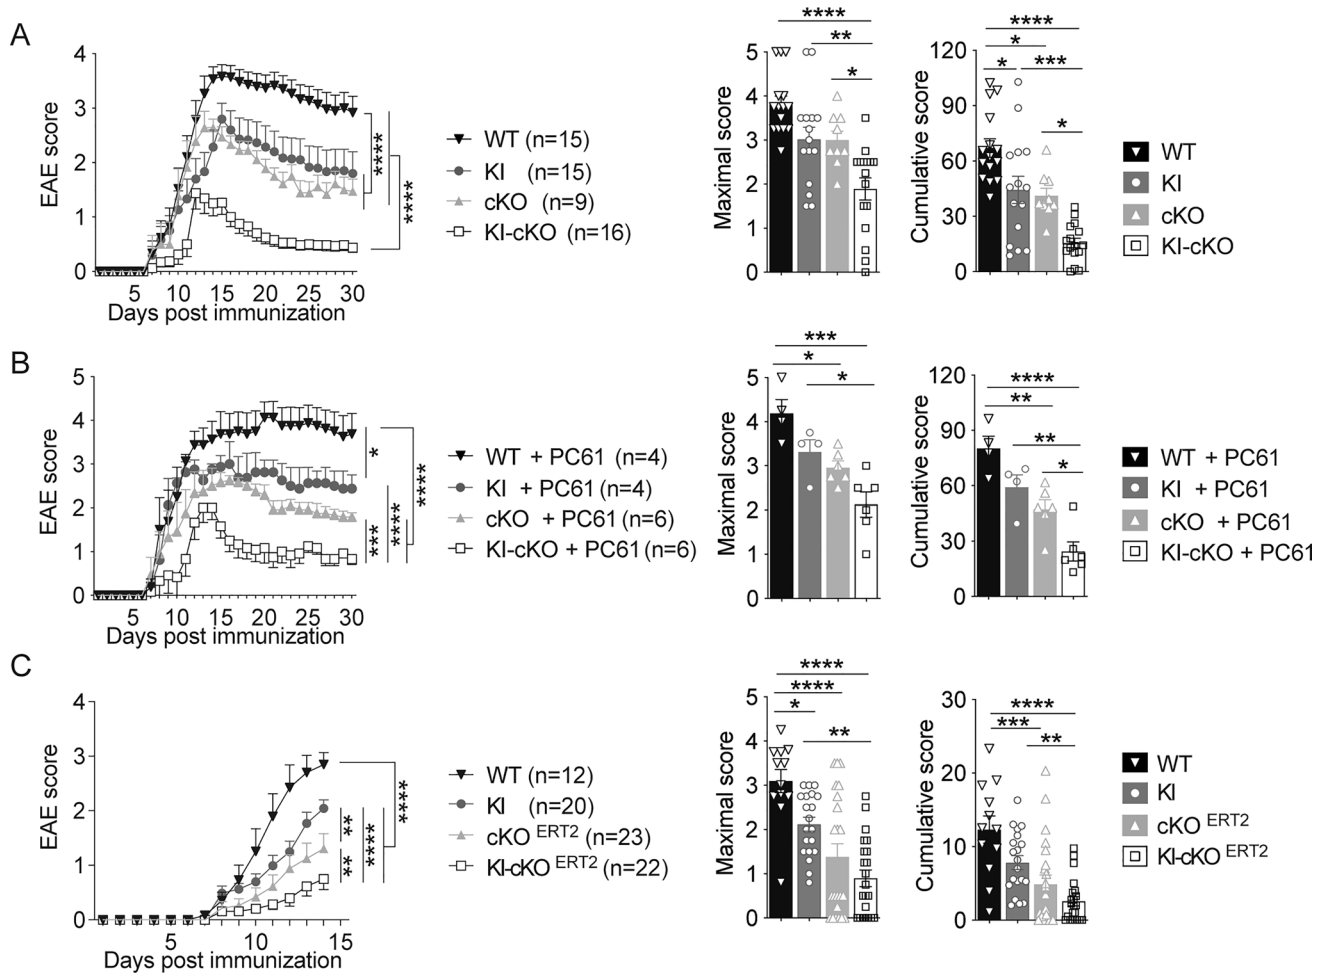 A
EAE score
4
3
2
1
0
5 10 15 20 25 30
Days post immunization
****
****
WT (n=15)
KI (n=15)
cKO (n=9)
KI-cKO (n=16)
Maximal score
5
4
3
2
1
0
****
**
*
Cumulative score
120
90
60
30
0
****
*
* ***
*
WT
KI
cKO
KI-cKO
B
EAE score
5
4
3
2
1
0
5 10 15 20 25 30
Days post immunization
*
****
****
***
WT + PC61 (n=4)
KI + PC61 (n=4)
cKO + PC61 (n=6)
KI-cKO + PC61 (n=6)
Maximal score
5
4
3
2
1
0
***
*
*
Cumulative score
120
90
60
30
0
****
**
**
*
WT + PC61
KI + PC61
cKO + PC61
KI-cKO + PC61
C
EAE score
4
3
2
1
0
5 10 15
Days post immunization
****
**
****
**
WT (n=12)
KI (n=20)
cKO ERT2 (n=23)
KI-cKO ERT2 (n=22)
Maximal score
5
4
3
2
1
0
****
****
*
**
Cumulative score
30
20
10
0
****
***
**
WT
KI
cKO ERT2
KI-cKO ERT2